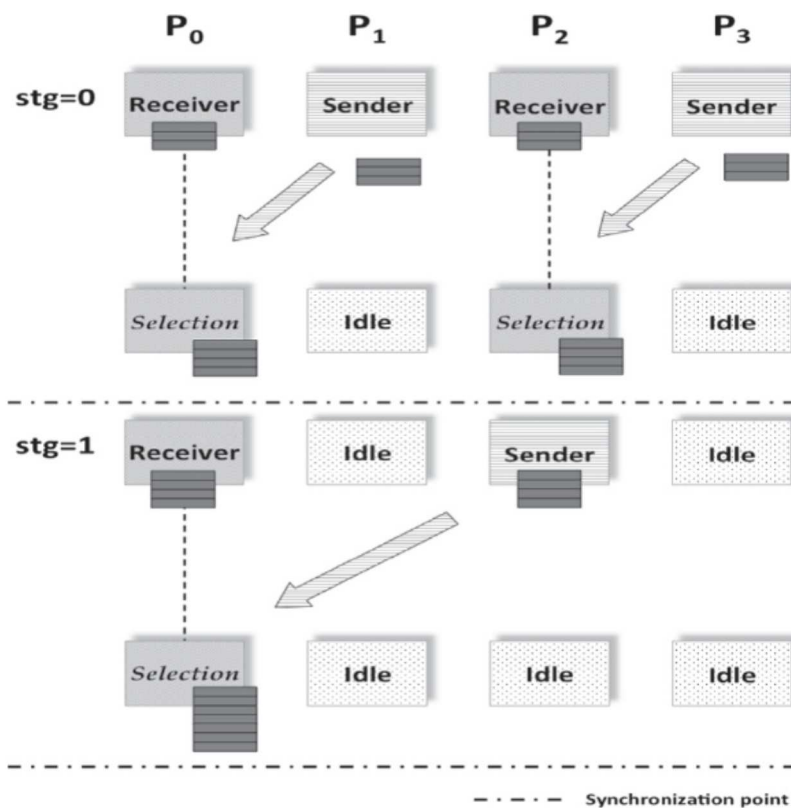 P0 P1 P2 P3
stg=0 Receiver Sender Receiver Sender
Selection Idle Selection Idle
stg=1 Receiver Idle Sender Idle
Selection Idle Idle Idle
Synchronization point